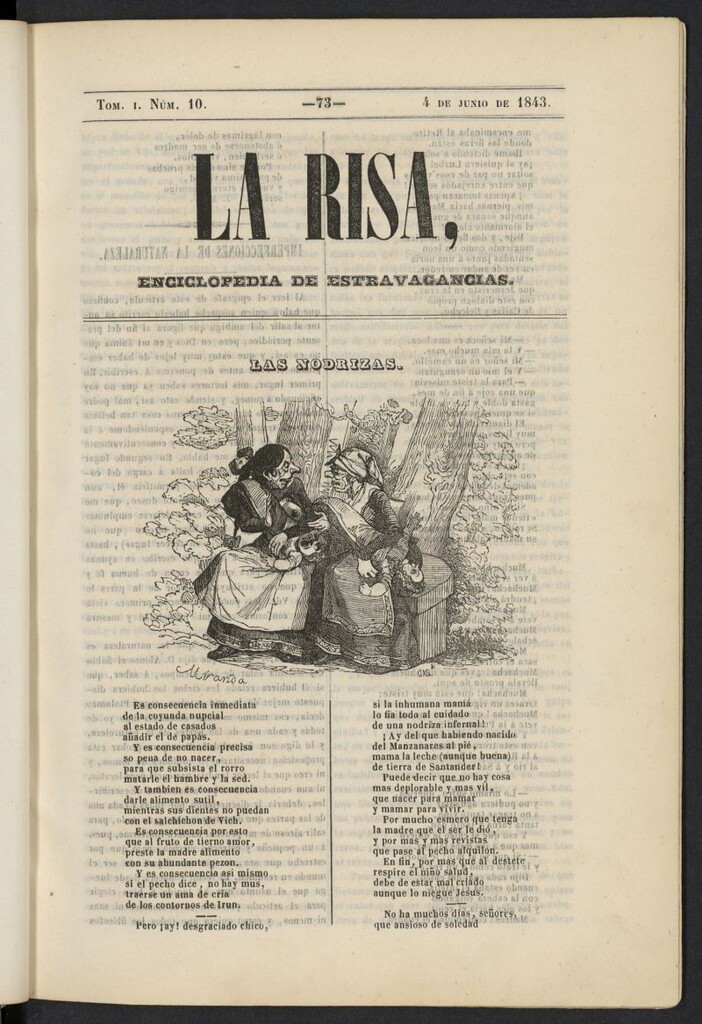 Tom. I. Núm. 10. —73— 4 DE JUNIO DE 1843.
LA RISA,
ENCICLOPEDIA DE ESTRAVAGANCIAS.
LAS NODRIZAS.
Miranda
Es consecuencia inmediata
de la coyunda nupcial
al estado de casados
añadir el de papás.
Y es consecuencia precisa
so pena de no nacer,
para que subsista el rorro
matarle el hambre y la sed.
Y tambien es consecuencia
darle alimento sutil,
mientras sus dientes no puedan
con el salchichon de Vich.
Es consecuencia por esto
que al fruto de tierno amor,
preste la madre alimento
con su abundante pezon.
Y es consecuencia asi mismo
si el pecho dice, no hay mus,
traerse un ama de cria
de los contornos de Irun.
Pero ¡ay! desgraciado chico,
si la inhumana mamá
lo fia todo al cuidado
de una nodriza infernal!
¡Ay del que habiendo nacido
del Manzanares al pié,
mama la leche (aunque buena)
de tierra de Santander!
Puede decir que no hay cosa
mas deplorable y mas vil,
que nacer para mamar
y mamar para vivir.
Por mucho esmero que tenga
la madre que el ser le dió,
y por mas y mas revistas
que pase al pecho alquilón.
En fin, por mas que al destete
respire el niño salud,
debe de estar mal criado
aunque lo niegue Jesus.
No ha muchos dias, señores,
que ansioso de soledad